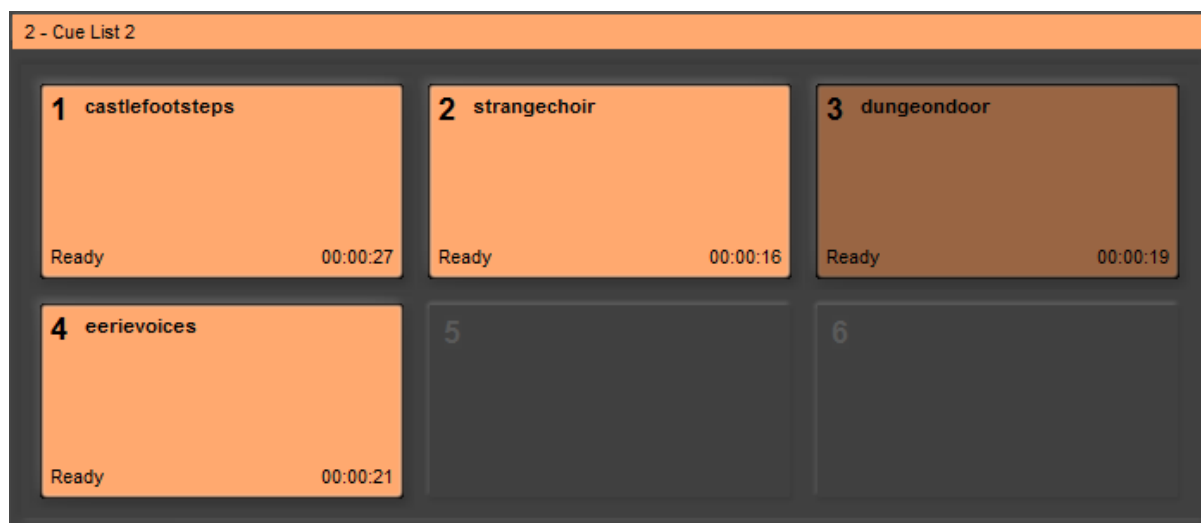 2 - Cue List 2
1 castlefootsteps
Ready 00:00:27
2 strangechoir
Ready 00:00:16
3 dungeondoor
Ready 00:00:19
4 eerievoices
Ready 00:00:21
5
6